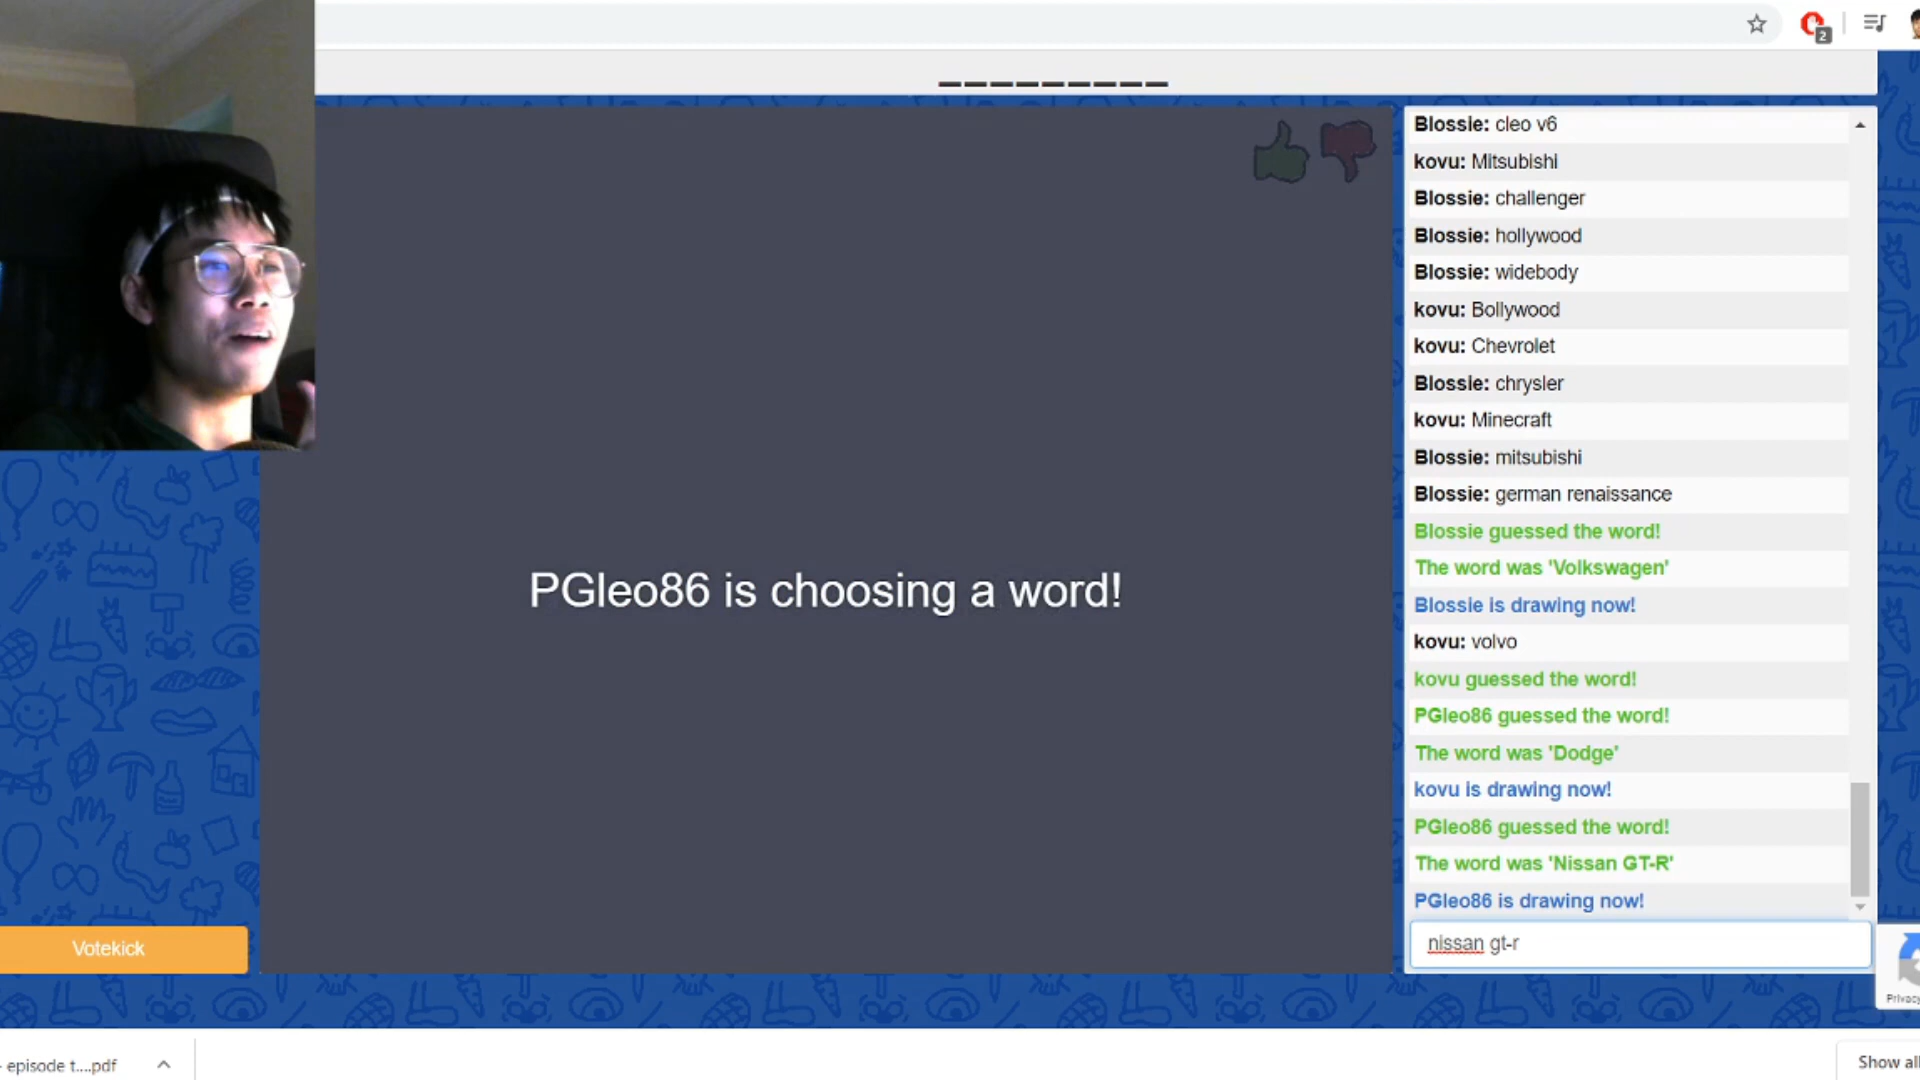 2
_________
Blossie: cleo v6
kovu: Mitsubishi
Blossie: challenger
Blossie: hollywood
Blossie: widebody
kovu: Bollywood
kovu: Chevrolet
Blossie: chrysler
kovu: Minecraft
Blossie: mitsubishi
Blossie: german renaissance
Blossie guessed the word!
The word was 'Volkswagen'
Blossie is drawing now!
kovu: volvo
kovu guessed the word!
PGleo86 guessed the word!
The word was 'Dodge'
kovu is drawing now!
PGleo86 guessed the word!
The word was 'Nissan GT-R'
PGleo86 is drawing now!
nissan gt-r
PGleo86 is choosing a word!
Votekick
Privacy
- episode t....pdf
Show all